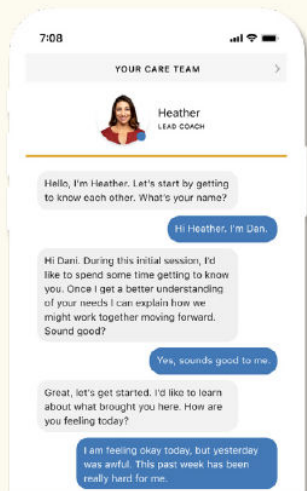 7:08
YOUR CARE TEAM
Heather
LEAD COACH
Hello, I'm Heather. Let's start by getting
to know each other. What's your name?
Hi Heather. I'm Dan.
Hi Dani. During this initial session, I'd
like to spend some time getting to know
you. Once I get a better understanding
of your needs I can explain how we
might work together moving forward.
Sound good?
Yes, sounds good to me.
Great, let's get started. I'd like to learn
about what brought you here. How are
you feeling today?
I am feeling okay today, but yesterday
was awful. This past week has been
really hard for me.